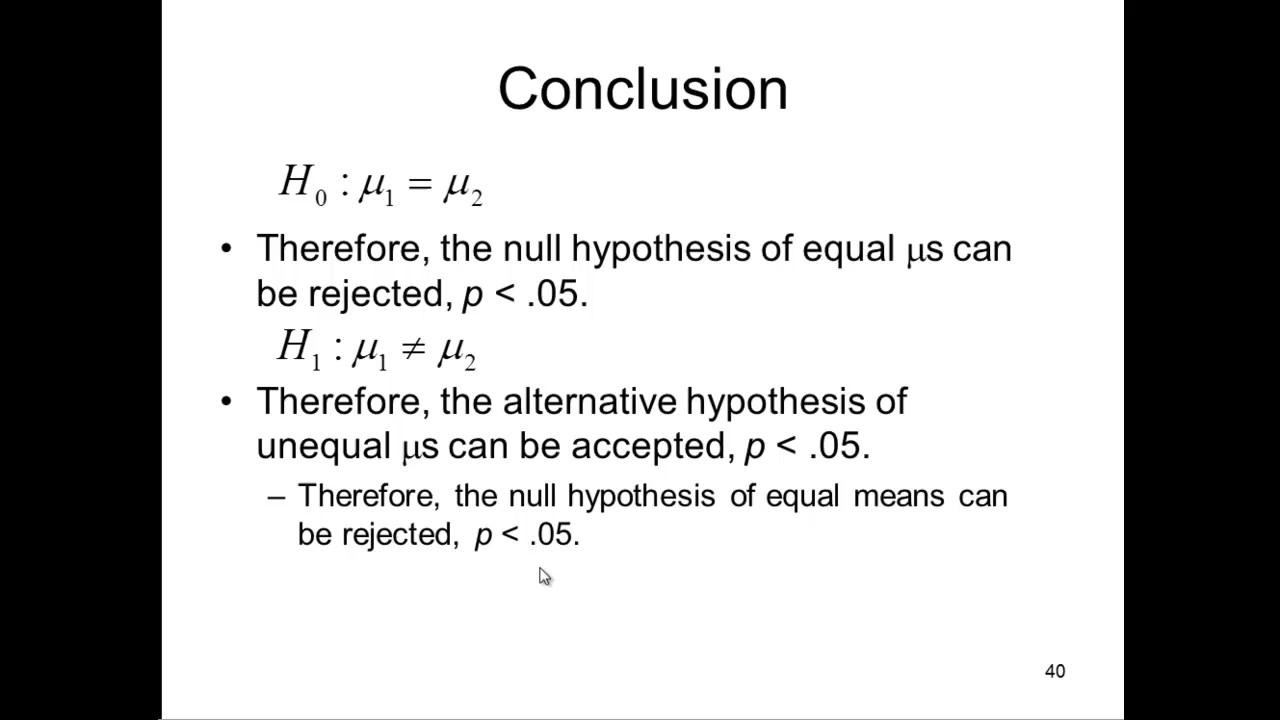 Conclusion
H₀ : μ₁ = μ₂
• Therefore, the null hypothesis of equal μs can
be rejected, p < .05.
H₁ : μ₁ ≠ μ₂
• Therefore, the alternative hypothesis of
unequal μs can be accepted, p < .05.
– Therefore, the null hypothesis of equal means can
be rejected, p < .05.
40